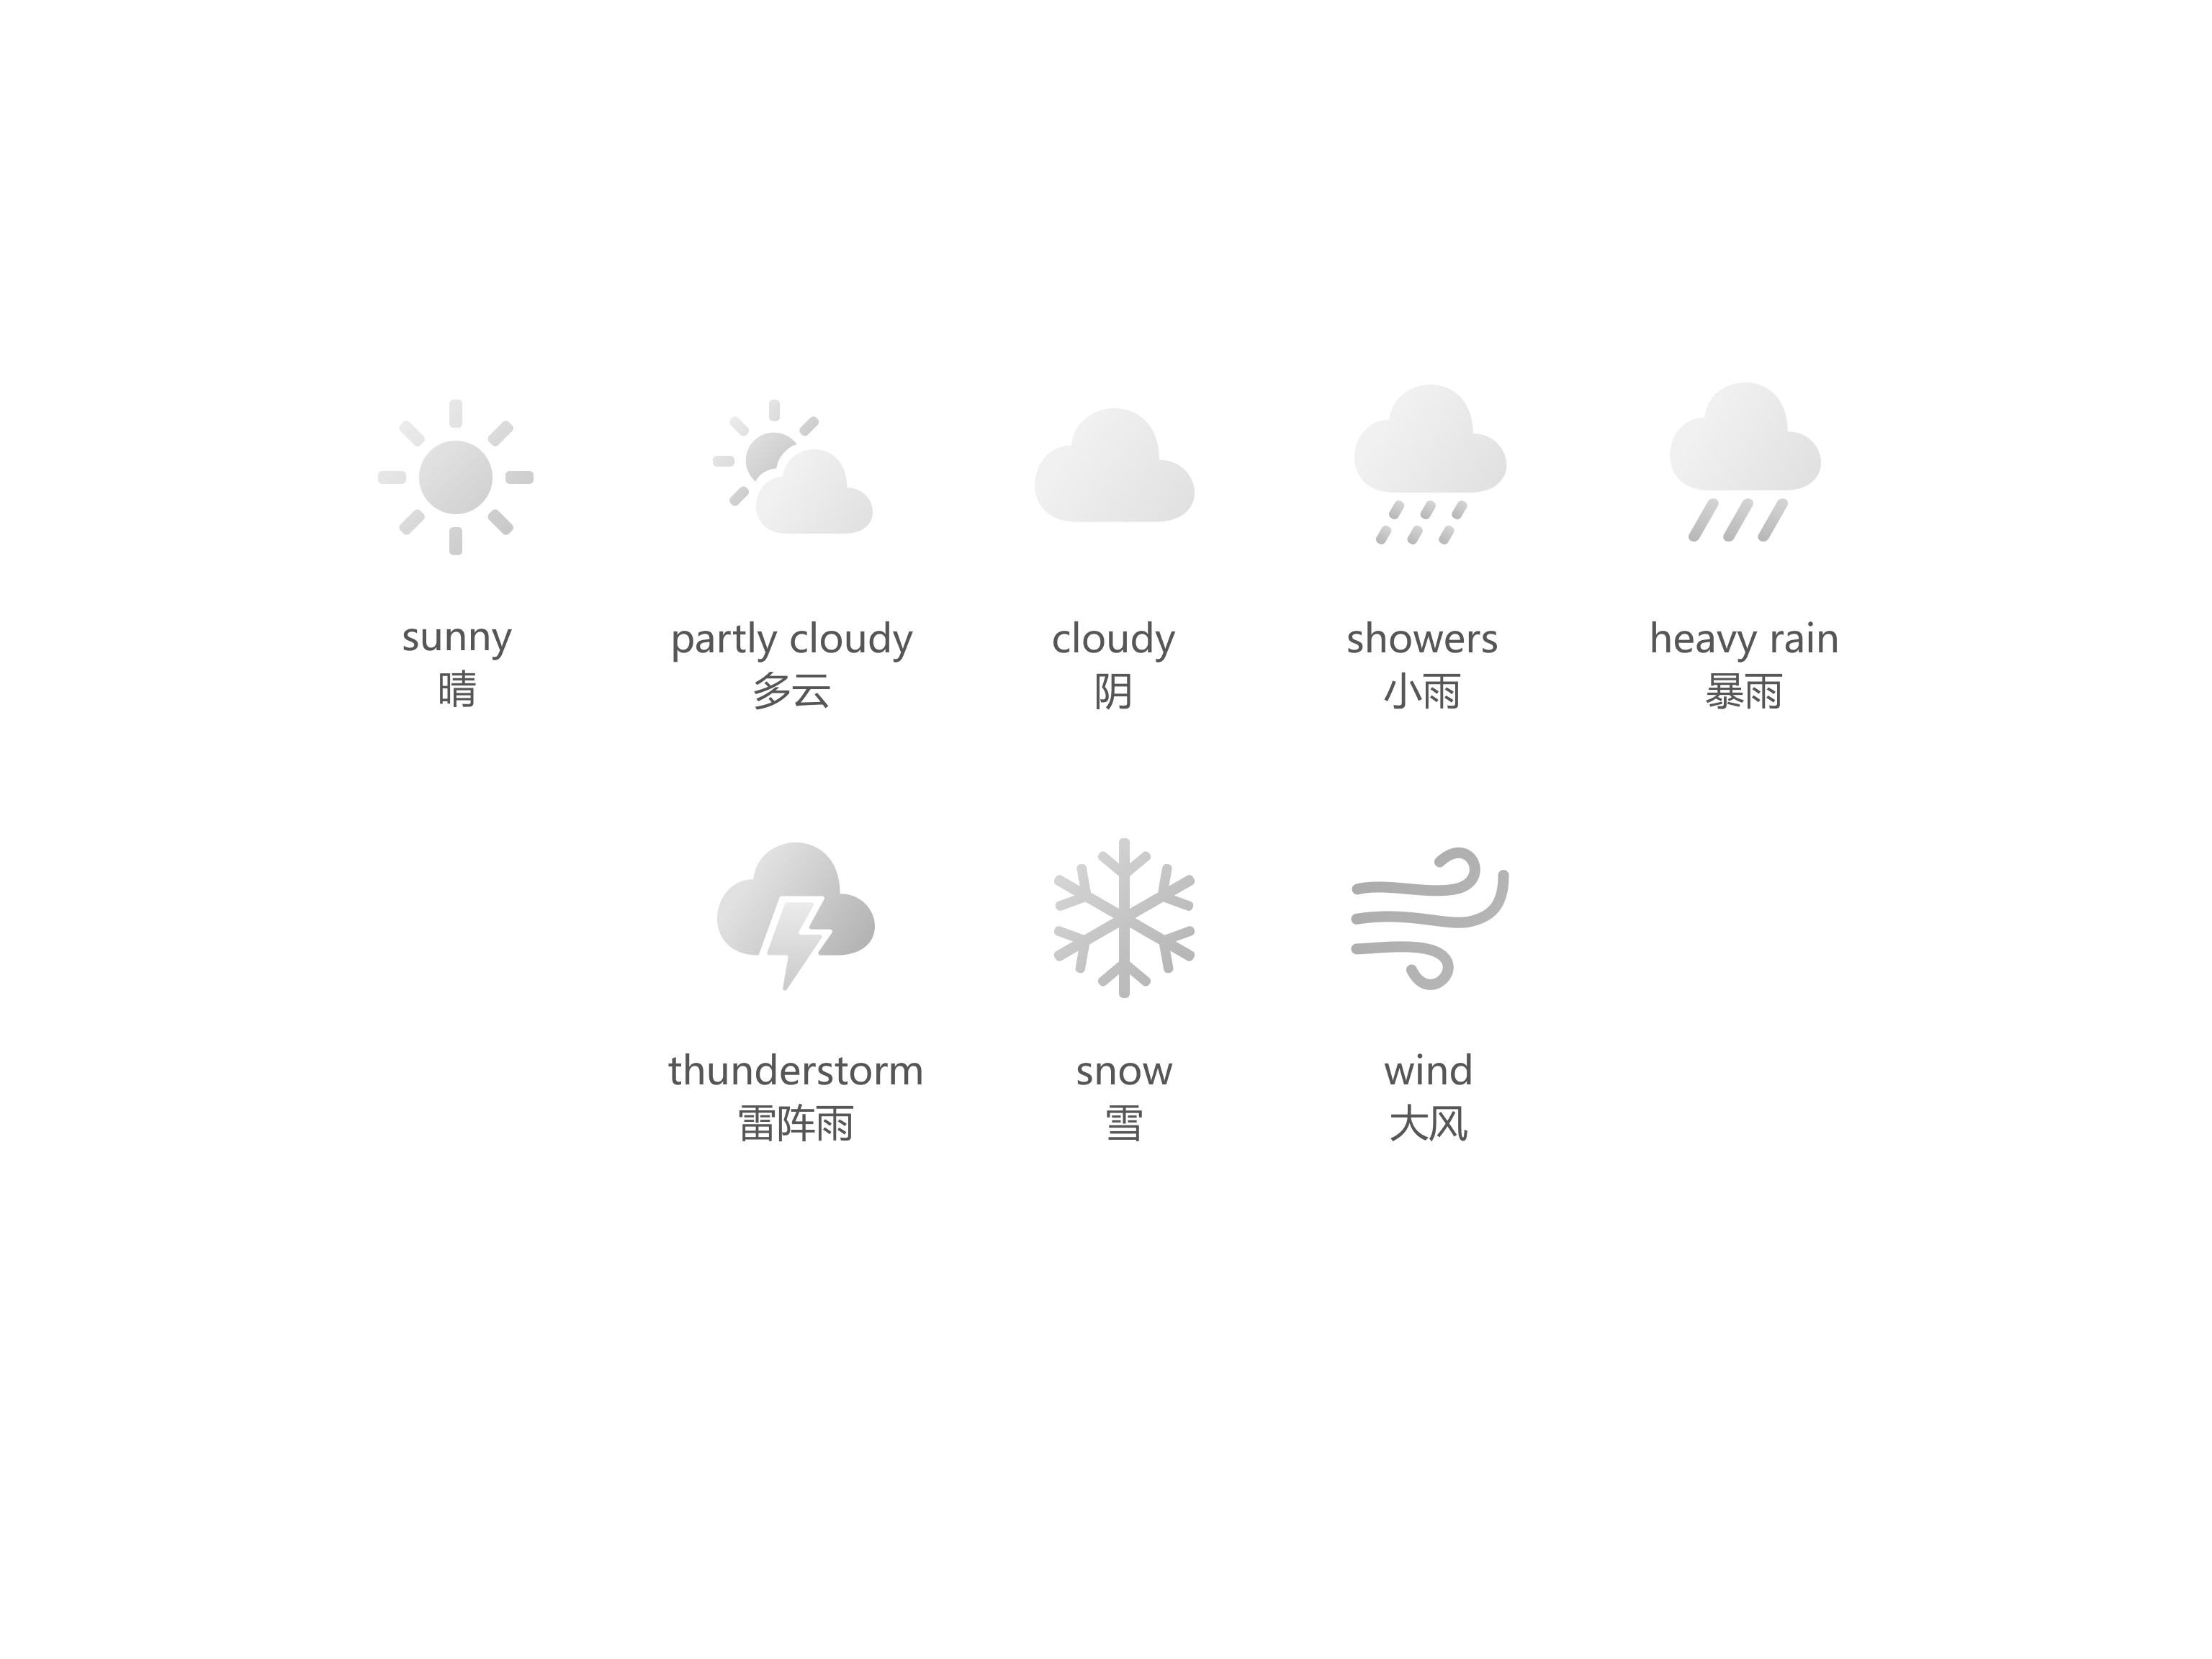 sunny
晴
partly cloudy
多云
cloudy
阴
showers
小雨
heavy rain
暴雨
thunderstorm
雷阵雨
snow
雪
wind
大风